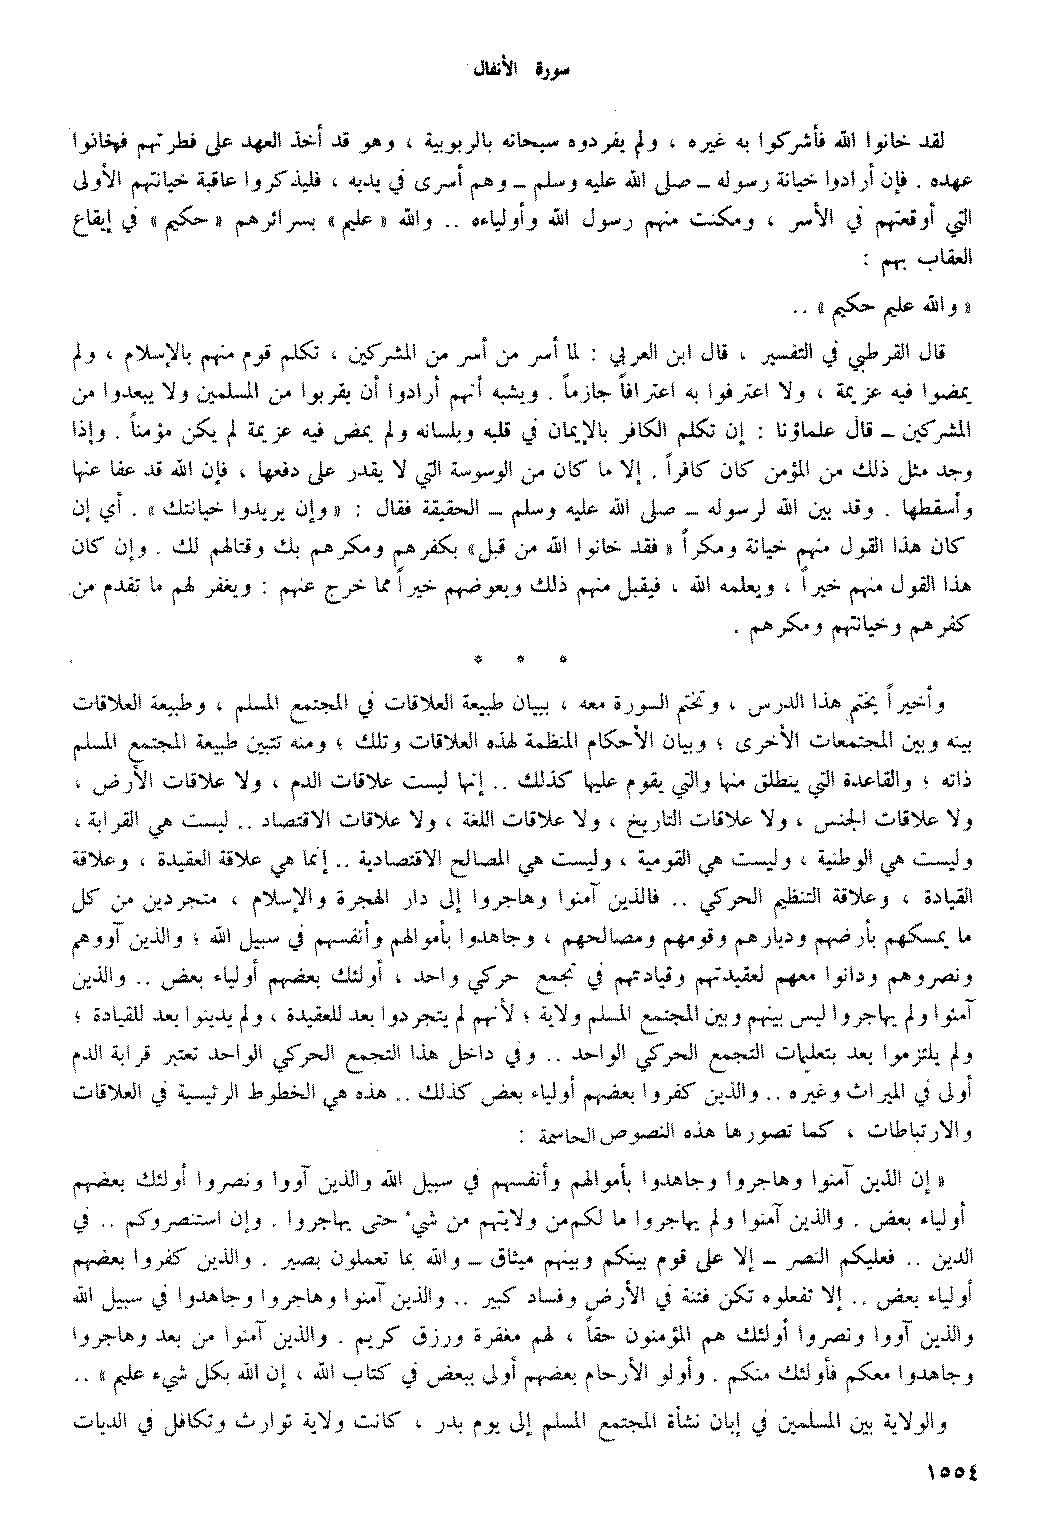 سورة الأنفال
لقد خانوا الله فأشركوا به غيره ، ولم يفردوه سبحانه بالربوبية ، وهو قد أخذ العهد على فطرتهم فخانوا
عهده . فإن أرادوا خيانة رسوله ــ صلى الله عليه وسلم ــ وهم أسرى في يديه ، فليذكروا عاقبة خيانتهم الأولى
التي أوقعتهم في الأسر ، ومكنت منهم رسول الله وأولياءه .. والله « عليم » بسرائرهم « حكيم » في إيقاع
العقاب بهم :
« والله عليم حكيم » ..
قال القرطبي في التفسير ، قال ابن العربي : لما أسر من أسر من المشركين ، تكلم قوم منهم بالإسلام ، ولم
يمضوا فيه عزيمة ، ولا اعترفوا به اعترافاً جازماً . ويشبه أنهم أرادوا أن يقربوا من المسلمين ولا يبعدوا من
المشركين ــ قال علماؤنا : إن تكلم الكافر بالإيمان في قلبه وبلسانه ولم يمض فيه عزيمة لم يكن مؤمناً . وإذا
وجد مثل ذلك من المؤمن كان كافراً . إلا ما كان من الوسوسة التي لا يقدر على دفعها ، فإن الله قد عفا عنها
وأسقطها . وقد بين الله لرسوله ــ صلى الله عليه وسلم ــ الحقيقة فقال : « وإن يريدوا خيانتك » . أي إن
كان هذا القول منهم خيانة ومكراً « فقد خانوا الله من قبل » بكفرهم ومكرهم بك وقتالهم لك . وإن كان
هذا القول منهم خيراً ، ويعلمه الله ، فيقبل منهم ذلك ويعوضهم خيراً مما خرج عنهم : ويغفر لهم ما تقدم من
كفرهم وخيانتهم ومكرهم .
* * *
وأخيراً يختم هذا الدرس ، وتختم السورة معه ، ببيان طبيعة العلاقات في المجتمع المسلم ، وطبيعة العلاقات
بينه وبين المجتمعات الأخرى ؛ وبيان الأحكام المنظمة لهذه العلاقات وتلك ؛ ومنه تتبين طبيعة المجتمع المسلم
ذاته ؛ والقاعدة التي ينطلق منها والتي يقوم عليها كذلك .. إنها ليست علاقات الدم ، ولا علاقات الأرض ،
ولا علاقات الجنس ، ولا علاقات التاريخ ، ولا علاقات اللغة ، ولا علاقات الاقتصاد .. ليست هي القرابة ،
وليست هي الوطنية ، وليست هي القومية ، وليست هي المصالح الاقتصادية .. إنما هي علاقة العقيدة ، وعلاقة
القيادة ، وعلاقة التنظيم الحركي .. فالذين آمنوا وهاجروا إلى دار الهجرة والإسلام ، متجردين من كل
ما يمسكهم بأرضهم وديارهم وقومهم ومصالحهم ، وجاهدوا بأموالهم وأنفسهم في سبيل الله ؛ والذين آووهم
ونصروهم ودانوا معهم لعقيدتهم وقيادتهم في تجمع حركي واحد ، أولئك بعضهم أولياء بعض .. والذين
آمنوا ولم يهاجروا ليس بينهم وبين المجتمع المسلم ولاية ؛ لأنهم لم يتجردوا بعد للعقيدة ، ولم يدينوا بعد للقيادة ؛
ولم يلتزموا بعد بتعليمات التجمع الحركي الواحد .. وفي داخل هذا التجمع الحركي الواحد تعتبر قرابة الدم
أولى في الميراث وغيره .. والذين كفروا بعضهم أولياء بعض كذلك .. هذه هي الخطوط الرئيسية في العلاقات
والارتباطات ، كما تصورها هذه النصوص الحاسمة :
« إن الذين آمنوا وهاجروا وجاهدوا بأموالهم وأنفسهم في سبيل الله والذين آووا ونصروا أولئك بعضهم
أولياء بعض . والذين آمنوا ولم يهاجروا ما لكم من ولايتهم من شيء حتى يهاجروا . وإن استنصروكم .. في
الدين .. فعليكم النصر ــ إلا على قوم بينكم وبينهم ميثاق ــ والله بما تعملون بصير . والذين كفروا بعضهم
أولياء بعض .. إلا تفعلوه تكن فتنة في الأرض وفساد كبير .. والذين آمنوا وهاجروا وجاهدوا في سبيل الله
والذين آووا ونصروا أولئك هم المؤمنون حقاً ، لهم مغفرة ورزق كريم . والذين آمنوا من بعد وهاجروا
وجاهدوا معكم فأولئك منكم . وأولو الأرحام بعضهم أولى ببعض في كتاب الله ، إن الله بكل شيء عليم » ..
والولاية بين المسلمين في إبان نشأة المجتمع المسلم إلى يوم بدر ، كانت ولاية توارث وتكافل في الديات
١٥٥٤